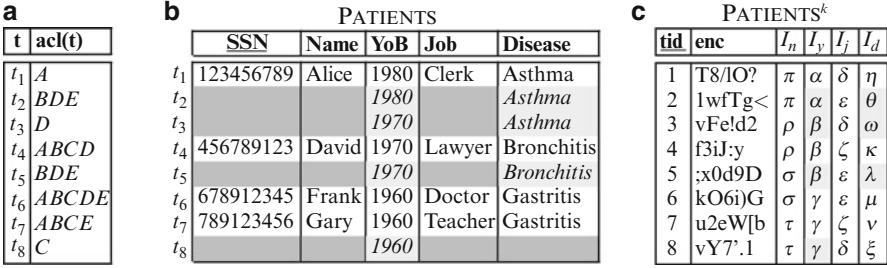 a
t acl(t)
t₁ A
t₂ BDE
t₃ D
t₄ ABCD
t₅ BDE
t₆ ABCDE
t₇ ABCE
t₈ C
b
PATIENTS
SSN Name YoB Job Disease
t₁ 123456789 Alice 1980 Clerk Asthma
t₂ 1980 Asthma
t₃ 1970 Asthma
t₄ 456789123 David 1970 Lawyer Bronchitis
t₅ 1970 Bronchitis
t₆ 678912345 Frank 1960 Doctor Gastritis
t₇ 789123456 Gary 1960 Teacher Gastritis
t₈ 1960
c
PATIENTSᵏ
tid enc Iₙ I_y I_j I_d
1 T8/lO? π α δ η
2 1wfTg< π α ε θ
3 vFe!d2 ρ β δ ω
4 f3iJ:y ρ β ζ κ
5 ;x0d9D σ β ε λ
6 kO6i)G σ γ ε μ
7 u2eW[b τ γ ζ ν
8 vY7'.1 τ γ δ ξ